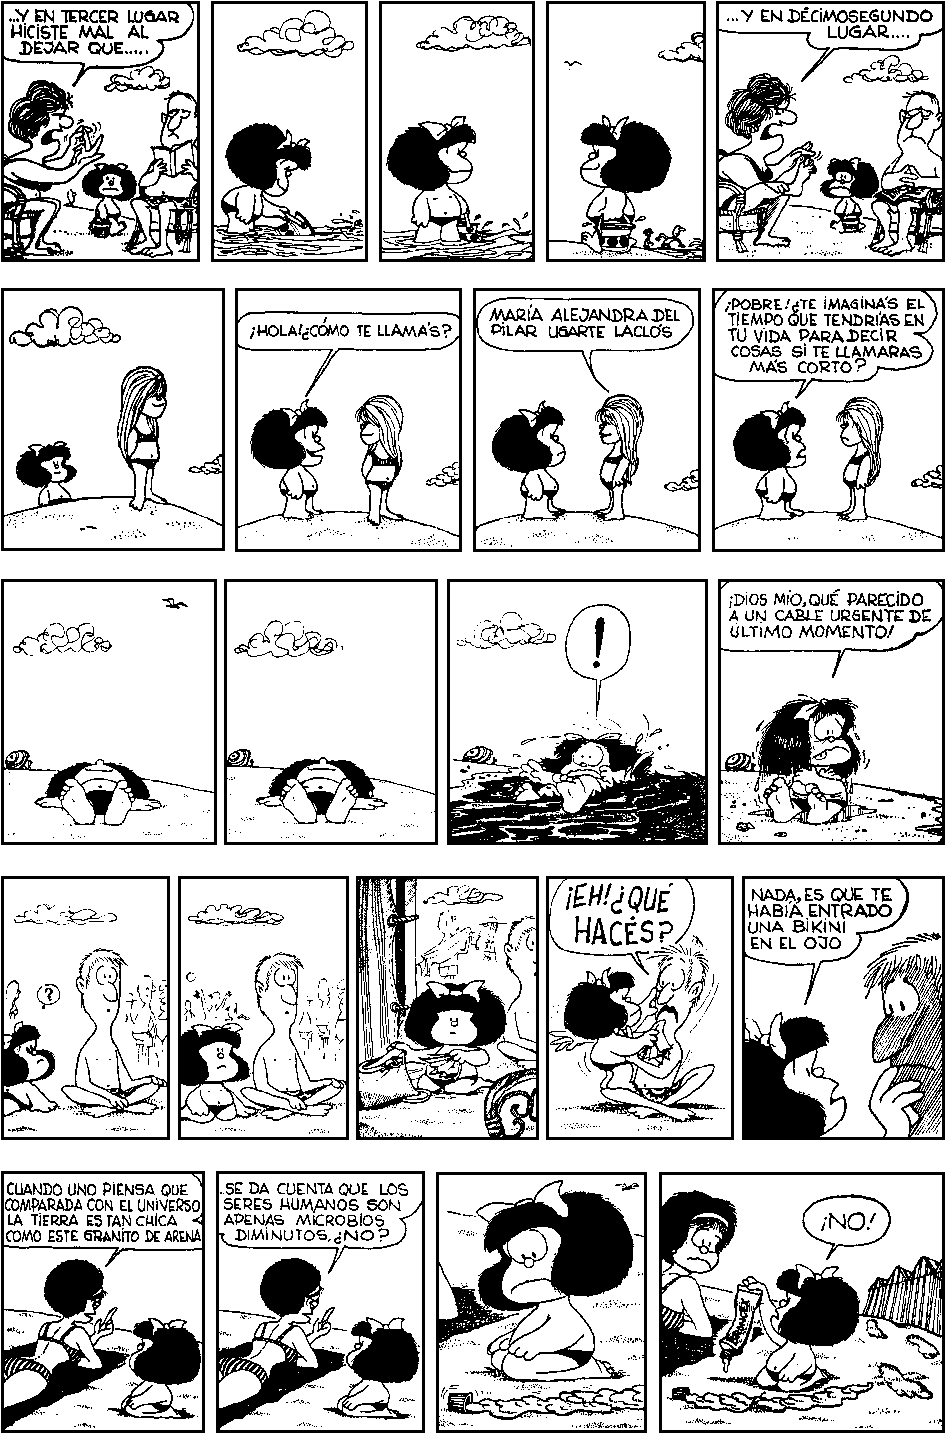 ...Y EN TERCER LUGAR
HICISTE MAL AL
DEJAR QUE.....
...Y EN DÉCIMOSEGUNDO
LUGAR....
¡HOLA!¿CÓMO TE LLAMÁS?
MARÍA ALEJANDRA DEL
PILAR UGARTE LACLÓS
¡POBRE!¿TE IMAGINÁS EL
TIEMPO QUE TENDRÍAS EN
TU VIDA PARA DECIR
COSAS SI TE LLAMARAS
MÁS CORTO?
!
¡DIOS MÍO, QUÉ PARECIDO
A UN CABLE URGENTE DE
ÚLTIMO MOMENTO!
?
¡EH!¿QUÉ
HACÉS?
NADA, ES QUE TE
HABÍA ENTRADO
UNA BIKINI
EN EL OJO
CUANDO UNO PIENSA QUE
COMPARADA CON EL UNIVERSO
LA TIERRA ES TAN CHICA
COMO ESTE GRANITO DE ARENA
..SE DA CUENTA QUE LOS
SERES HUMANOS SON
APENAS MICROBIOS
DIMINUTOS, ¿NO?
¡NO!